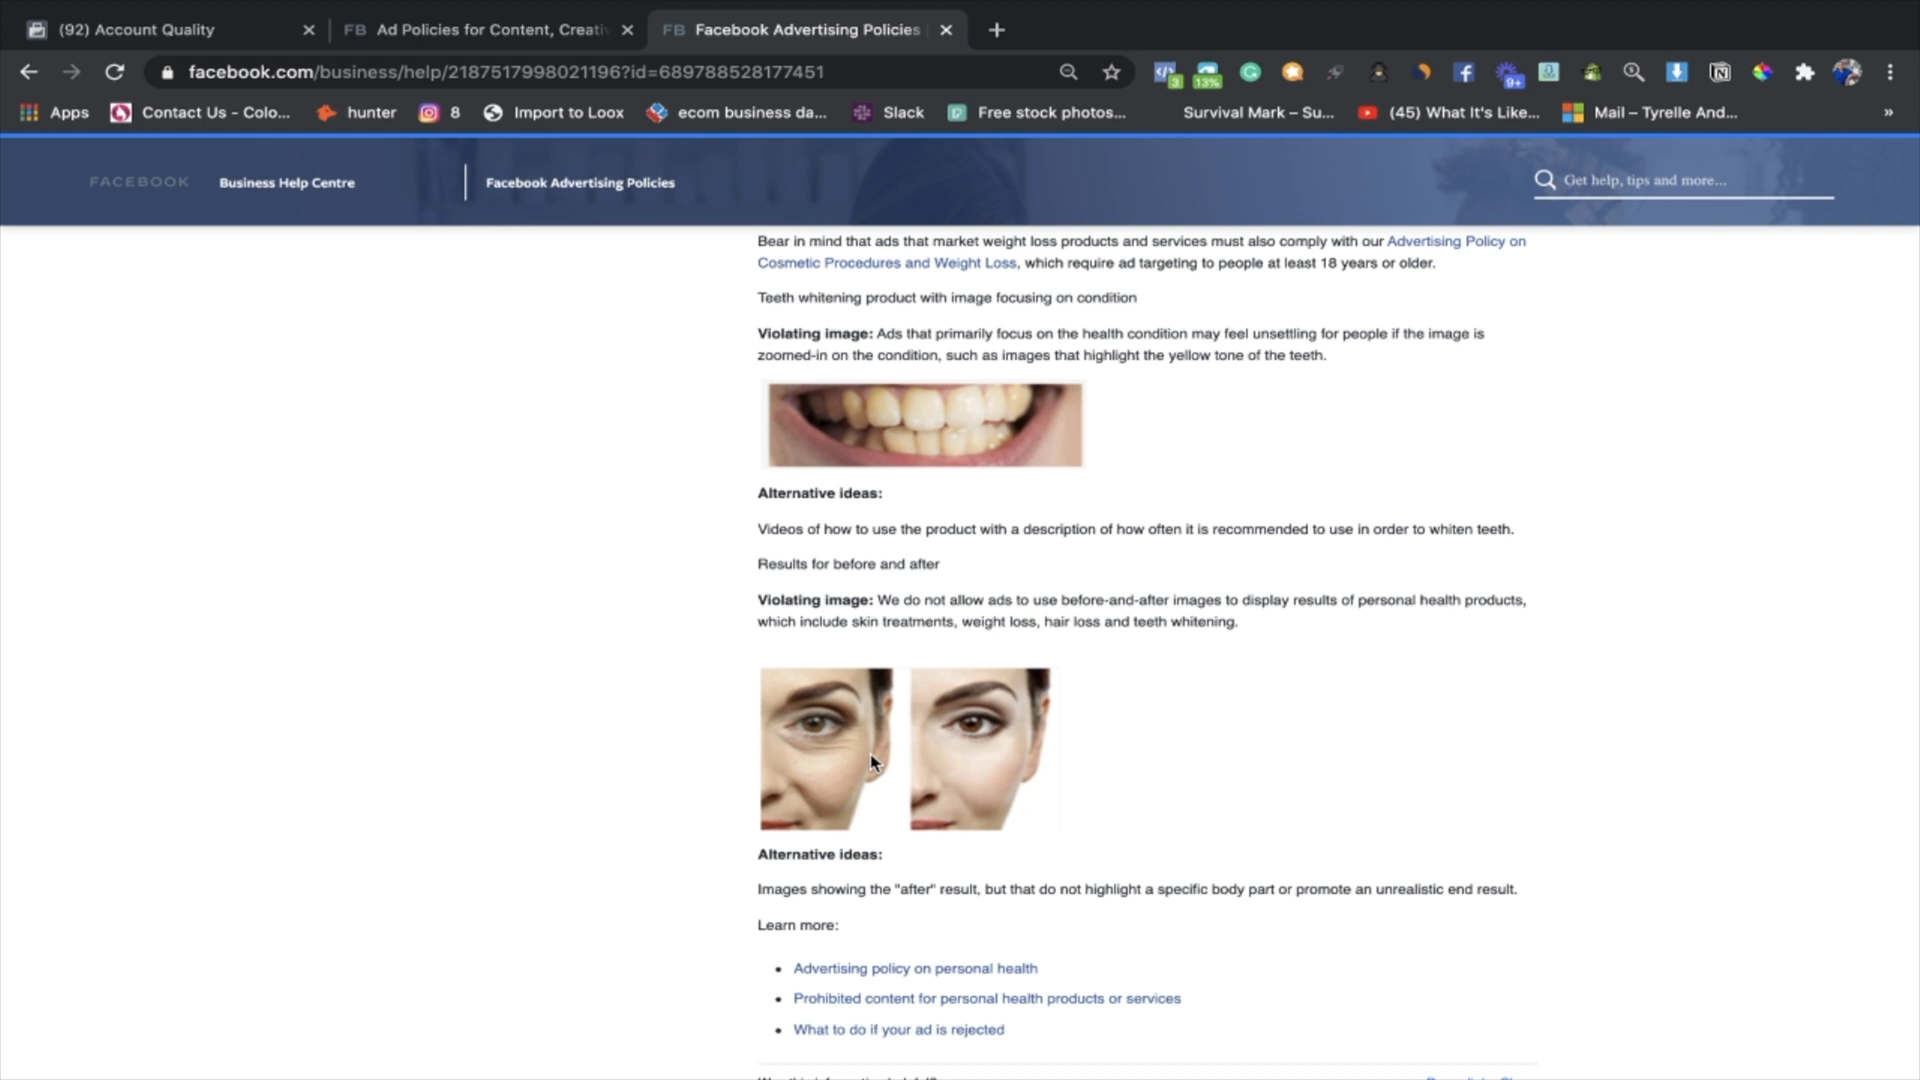 (92) Account Quality
FB Ad Policies for Content, Creati
FB Facebook Advertising Policies
facebook.com/business/help/2187517998021196?id=689788528177451
3
13%
9+
Apps
Contact Us - Colo...
hunter
8
Import to Loox
ecom business da...
Slack
Free stock photos...
Survival Mark – Su...
(45) What It's Like...
Mail – Tyrelle And...
»
FACEBOOK
Business Help Centre
Facebook Advertising Policies
Get help, tips and more...
Bear in mind that ads that market weight loss products and services must also comply with our Advertising Policy on
Cosmetic Procedures and Weight Loss, which require ad targeting to people at least 18 years or older.
Teeth whitening product with image focusing on condition
Violating image: Ads that primarily focus on the health condition may feel unsettling for people if the image is
zoomed-in on the condition, such as images that highlight the yellow tone of the teeth.
Alternative ideas:
Videos of how to use the product with a description of how often it is recommended to use in order to whiten teeth.
Results for before and after
Violating image: We do not allow ads to use before-and-after images to display results of personal health products,
which include skin treatments, weight loss, hair loss and teeth whitening.
Alternative ideas:
Images showing the "after" result, but that do not highlight a specific body part or promote an unrealistic end result.
Learn more:
• Advertising policy on personal health
• Prohibited content for personal health products or services
• What to do if your ad is rejected